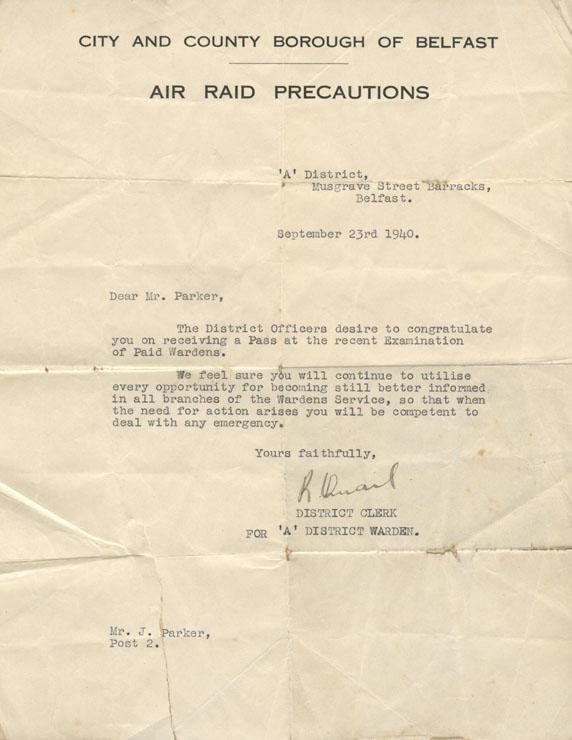 CITY AND COUNTY BOROUGH OF BELFAST
AIR RAID PRECAUTIONS
'A' District,
Musgrave Street Barracks,
Belfast.
September 23rd 1940.
Dear Mr. Parker,
The District Officers desire to congratulate
you on receiving a Pass at the recent Examination
of Paid Wardens.
We feel sure you will continue to utilise
every opportunity for becoming still better informed
in all branches of the Wardens Service, so that when
the need for action arises you will be competent to
deal with any emergency.
Yours faithfully,
R Quail
DISTRICT CLERK
FOR 'A' DISTRICT WARDEN.
Mr. J. Parker,
Post 2.